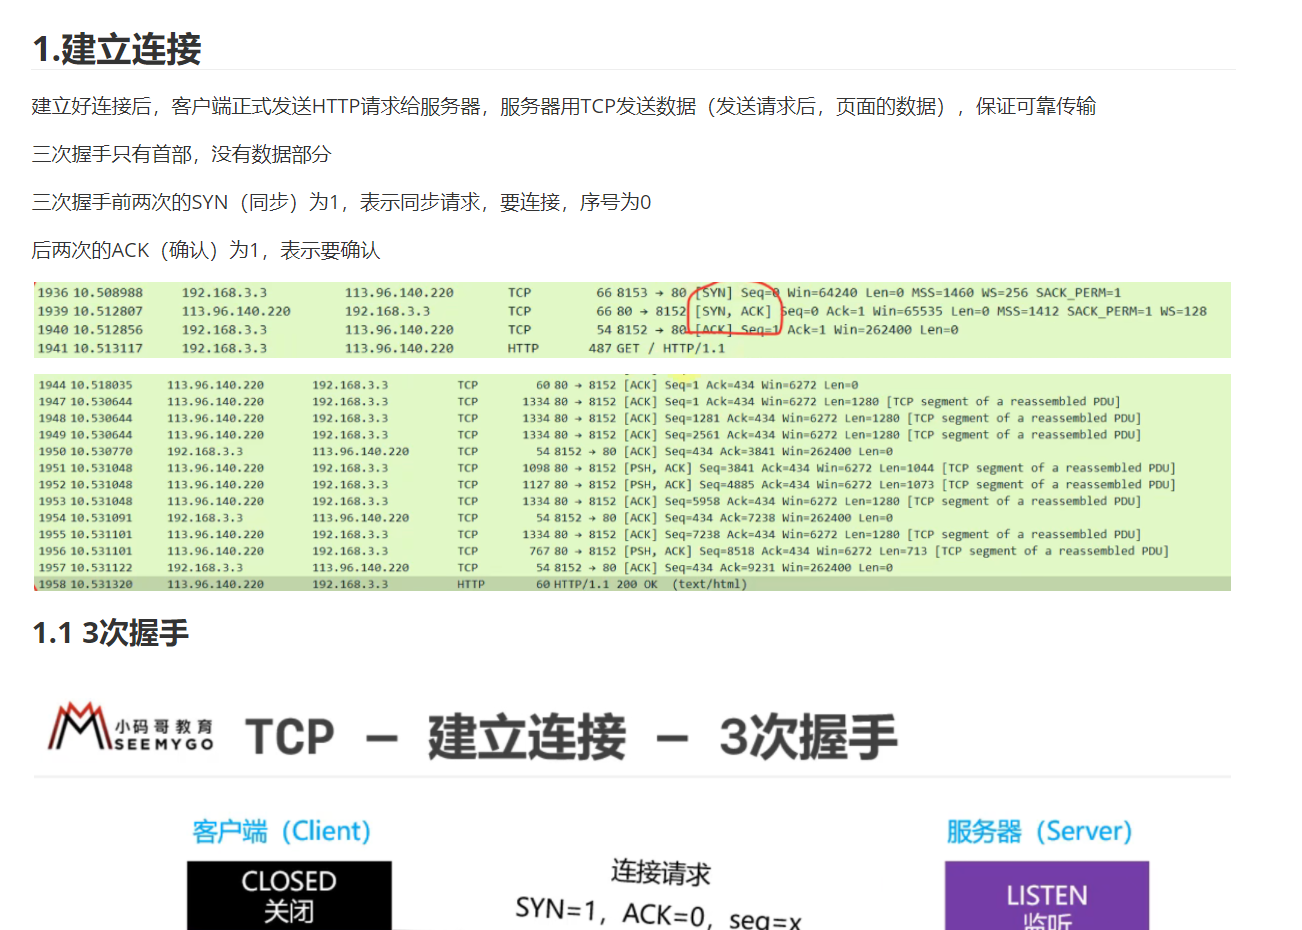 1.建立连接
建立好连接后，客户端正式发送HTTP请求给服务器，服务器用TCP发送数据（发送请求后，页面的数据），保证可靠传输
三次握手只有首部，没有数据部分
三次握手前两次的SYN（同步）为1，表示同步请求，要连接，序号为0
后两次的ACK（确认）为1，表示要确认
1936 10.508988 192.168.3.3 113.96.140.220 TCP 66 8153 → 80 [SYN] Seq=0 Win=64240 Len=0 MSS=1460 WS=256 SACK_PERM=1
1939 10.512807 113.96.140.220 192.168.3.3 TCP 66 80 → 8152 [SYN, ACK] Seq=0 Ack=1 Win=65535 Len=0 MSS=1412 SACK_PERM=1 WS=128
1940 10.512856 192.168.3.3 113.96.140.220 TCP 54 8152 → 80 [ACK] Seq=1 Ack=1 Win=262400 Len=0
1941 10.513117 192.168.3.3 113.96.140.220 HTTP 487 GET / HTTP/1.1
1944 10.518035 113.96.140.220 192.168.3.3 TCP 60 80 → 8152 [ACK] Seq=1 Ack=434 Win=6272 Len=0
1947 10.530644 113.96.140.220 192.168.3.3 TCP 1334 80 → 8152 [ACK] Seq=1 Ack=434 Win=6272 Len=1280 [TCP segment of a reassembled PDU]
1948 10.530644 113.96.140.220 192.168.3.3 TCP 1334 80 → 8152 [ACK] Seq=1281 Ack=434 Win=6272 Len=1280 [TCP segment of a reassembled PDU]
1949 10.530644 113.96.140.220 192.168.3.3 TCP 1334 80 → 8152 [ACK] Seq=2561 Ack=434 Win=6272 Len=1280 [TCP segment of a reassembled PDU]
1950 10.530770 192.168.3.3 113.96.140.220 TCP 54 8152 → 80 [ACK] Seq=434 Ack=3841 Win=262400 Len=0
1951 10.531048 113.96.140.220 192.168.3.3 TCP 1098 80 → 8152 [PSH, ACK] Seq=3841 Ack=434 Win=6272 Len=1044 [TCP segment of a reassembled PDU]
1952 10.531048 113.96.140.220 192.168.3.3 TCP 1127 80 → 8152 [PSH, ACK] Seq=4885 Ack=434 Win=6272 Len=1073 [TCP segment of a reassembled PDU]
1953 10.531048 113.96.140.220 192.168.3.3 TCP 1334 80 → 8152 [ACK] Seq=5958 Ack=434 Win=6272 Len=1280 [TCP segment of a reassembled PDU]
1954 10.531091 192.168.3.3 113.96.140.220 TCP 54 8152 → 80 [ACK] Seq=434 Ack=7238 Win=262400 Len=0
1955 10.531101 113.96.140.220 192.168.3.3 TCP 1334 80 → 8152 [ACK] Seq=7238 Ack=434 Win=6272 Len=1280 [TCP segment of a reassembled PDU]
1956 10.531101 113.96.140.220 192.168.3.3 TCP 767 80 → 8152 [PSH, ACK] Seq=8518 Ack=434 Win=6272 Len=713 [TCP segment of a reassembled PDU]
1957 10.531122 192.168.3.3 113.96.140.220 TCP 54 8152 → 80 [ACK] Seq=434 Ack=9231 Win=262400 Len=0
1958 10.531320 113.96.140.220 192.168.3.3 HTTP 60 HTTP/1.1 200 OK (text/html)
1.1 3次握手
小码哥教育
SEEMYGO
TCP - 建立连接 - 3次握手
客户端（Client）
服务器（Server）
CLOSED
关闭
连接请求
SYN=1，ACK=0，seq=x
LISTEN
监听